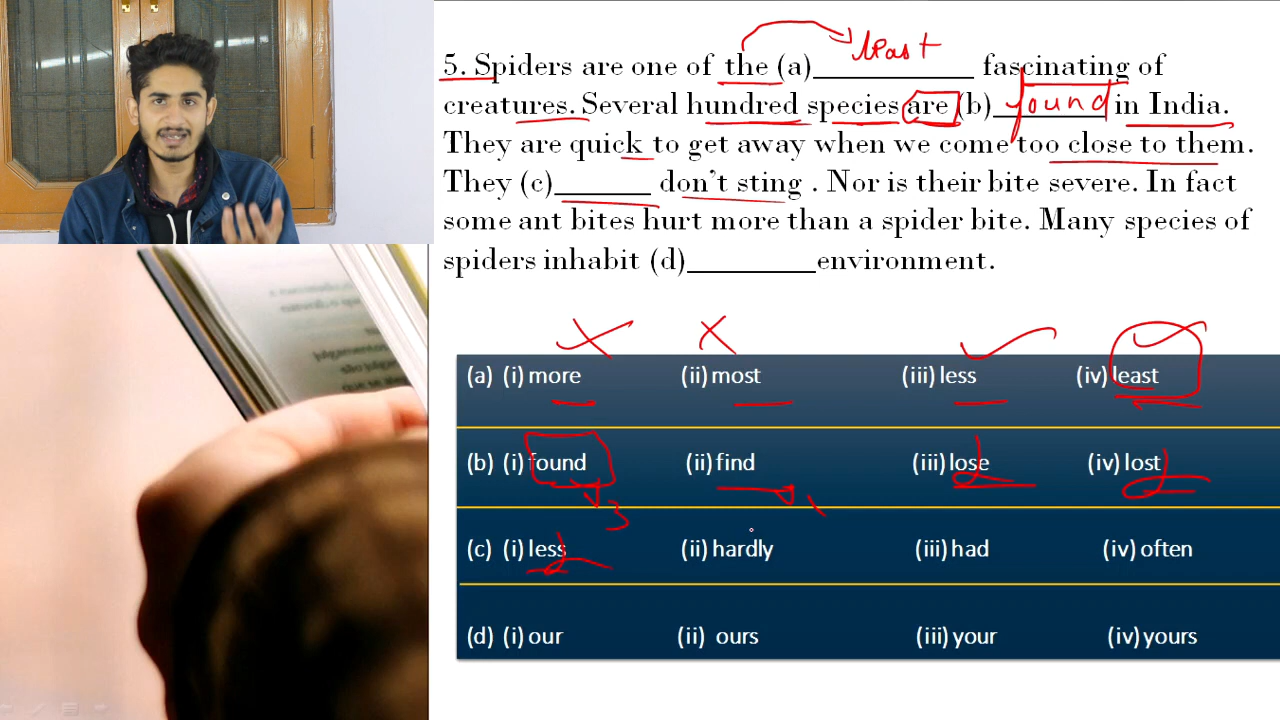 least
5. Spiders are one of the (a)__________ fascinating of
creatures. Several hundred species are (b) found in India.
They are quick to get away when we come too close to them.
They (c)______ don't sting . Nor is their bite severe. In fact
some ant bites hurt more than a spider bite. Many species of
spiders inhabit (d)________environment.
(a) (i) more (ii) most (iii) less (iv) least
(b) (i) found (ii) find (iii) lose (iv) lost
V3 V1
(c) (i) less (ii) hardly (iii) had (iv) often
(d) (i) our (ii) ours (iii) your (iv) yours